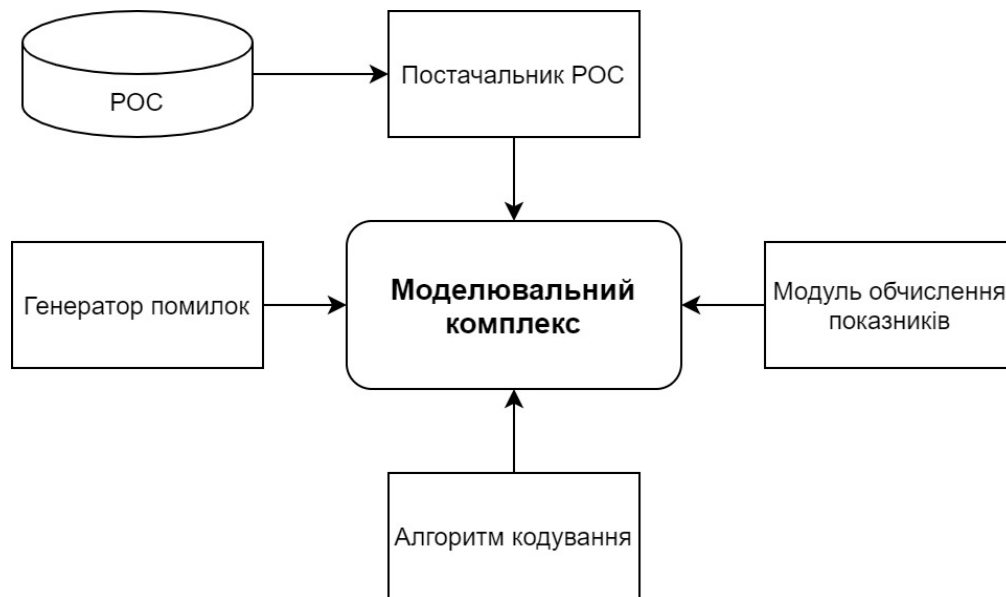 РОС
Постачальник РОС
Генератор помилок
Моделювальний
комплекс
Модуль обчислення
показників
Алгоритм кодування